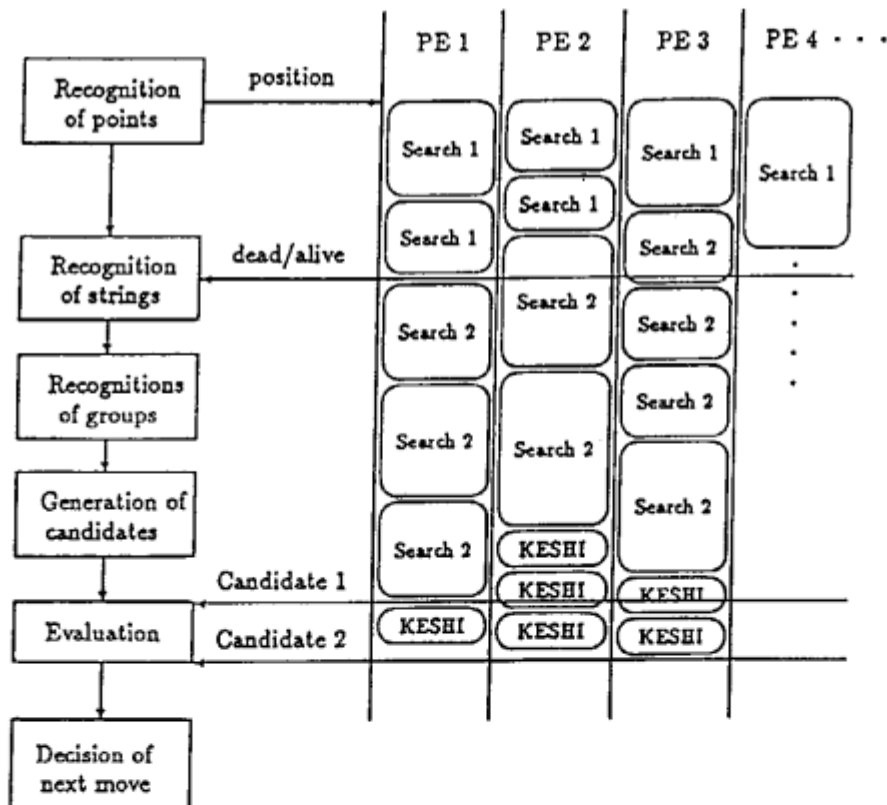 PE 1
PE 2
PE 3
PE 4 · · ·
Recognition
of points
position
Search 1
Search 1
Search 1
Search 1
Search 1
Search 1
Recognition
of strings
dead/alive
Search 2
Search 2
Search 2
Search 2
Recognitions
of groups
Search 2
Search 2
Search 2
Generation of
candidates
Search 2
Search 2
KESHI
Candidate 1
KESHI
KESHI
Evaluation
KESHI
KESHI
KESHI
Candidate 2
Decision of
next move